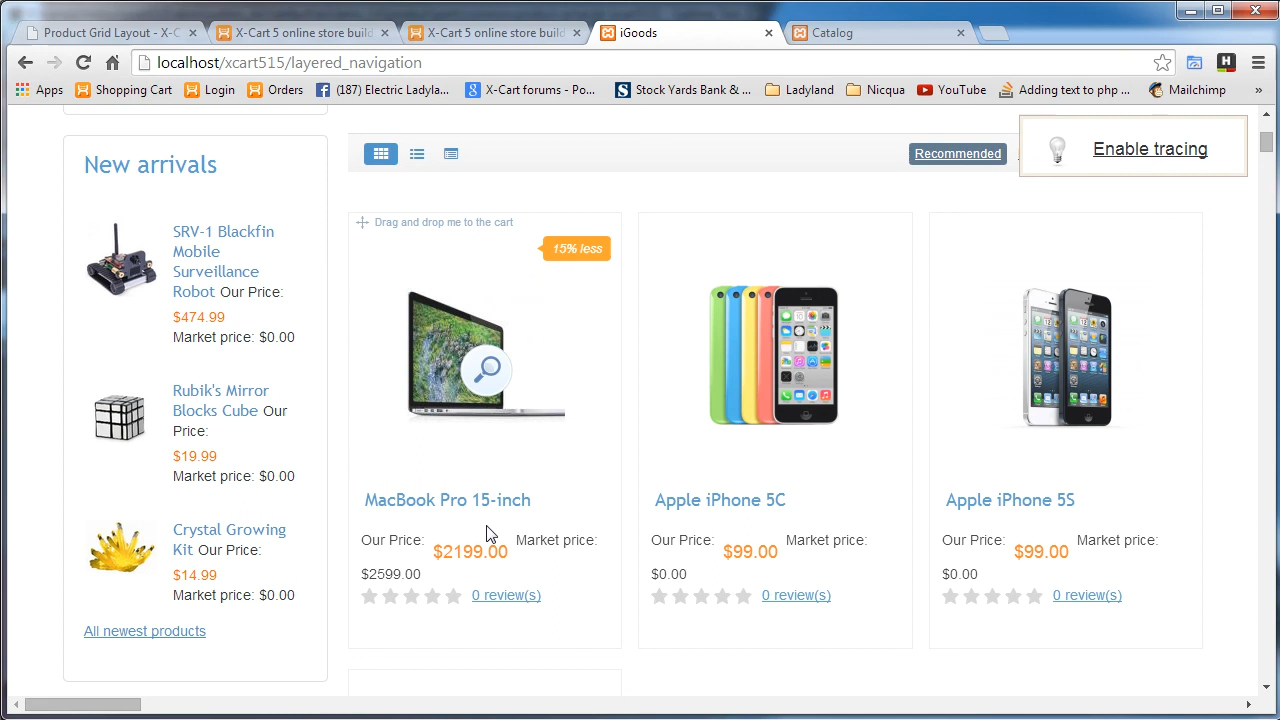 Product Grid Layout - X-C
X-Cart 5 online store build
X-Cart 5 online store build
iGoods
Catalog
localhost/xcart515/layered_navigation
Apps
Shopping Cart
Login
Orders
(187) Electric Ladyla...
X-Cart forums - Po...
Stock Yards Bank & ...
Ladyland
Nicqua
YouTube
Adding text to php ...
Mailchimp
»
Recommended
Enable tracing
New arrivals
SRV-1 Blackfin
Mobile
Surveillance
Robot Our Price:
$474.99
Market price: $0.00
Rubik's Mirror
Blocks Cube Our
Price:
$19.99
Market price: $0.00
Crystal Growing
Kit Our Price:
$14.99
Market price: $0.00
All newest products
Drag and drop me to the cart
15% less
MacBook Pro 15-inch
Our Price: $2199.00 Market price:
$2599.00
0 review(s)
Apple iPhone 5C
Our Price: $99.00 Market price:
$0.00
0 review(s)
Apple iPhone 5S
Our Price: $99.00 Market price:
$0.00
0 review(s)